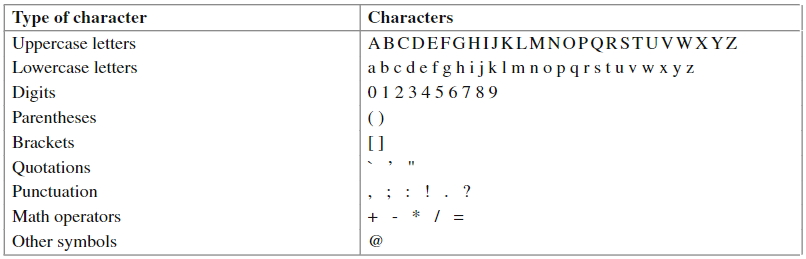 Type of character Characters
Uppercase letters A B C D E F G H I J K L M N O P Q R S T U V W X Y Z
Lowercase letters a b c d e f g h i j k l m n o p q r s t u v w x y z
Digits 0 1 2 3 4 5 6 7 8 9
Parentheses ( )
Brackets [ ]
Quotations ` ’ "
Punctuation , ; : ! . ?
Math operators + - * / =
Other symbols @